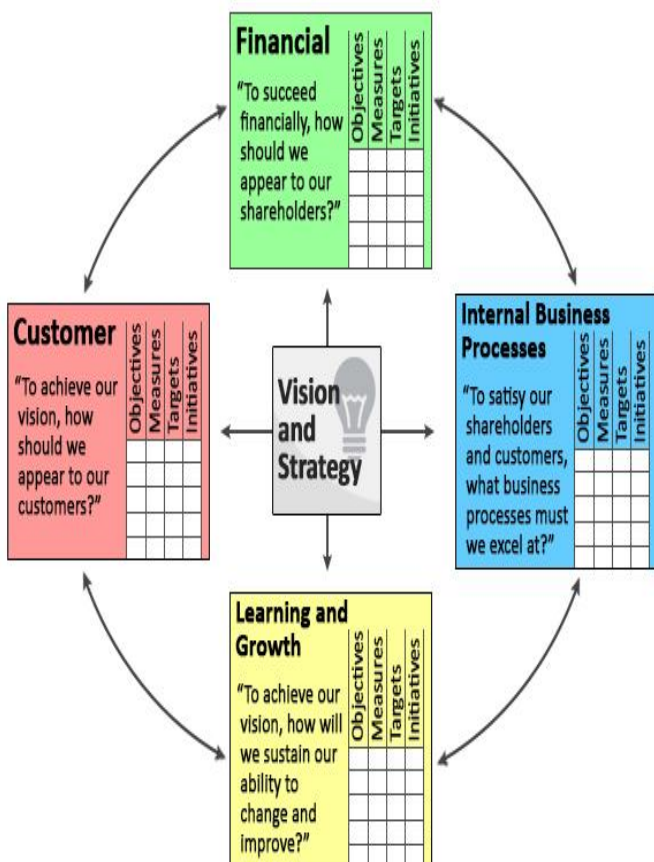 Financial
“To succeed
financially, how
should we
appear to our
shareholders?”
Objectives
Measures
Targets
Initiatives
Customer
“To achieve our
vision, how
should we
appear to our
customers?”
Objectives
Measures
Targets
Initiatives
Vision
and
Strategy
Internal Business
Processes
“To satisy our
shareholders
and customers,
what business
processes must
we excel at?”
Objectives
Measures
Targets
Initiatives
Learning and
Growth
“To achieve our
vision, how will
we sustain our
ability to
change and
improve?”
Objectives
Measures
Targets
Initiatives